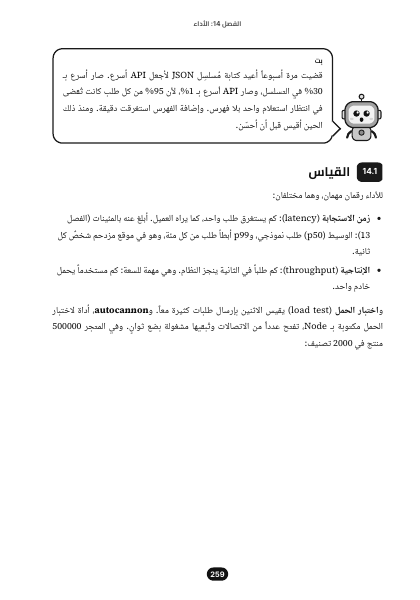 الفصل 14: الأداء
بِت
قضيت مرة أسبوعاً أعيد كتابة مُسلسِل JSON لأجعل API أسرع. صار أسرع بـ
30% في التسلسل، وصار API أسرع بـ 1%، لأن 95% من كل طلب كانت تُقضى
في انتظار استعلام واحد بلا فهرس. وإضافة الفهرس استغرقت دقيقة. ومنذ ذلك
الحين أقيس قبل أن أُحسّن.
14.1 القياس
للأداء رقمان مهمان، وهما مختلفان:
• زمن الاستجابة (latency): كم يستغرق طلب واحد، كما يراه العميل. أبلغ عنه بالمئينات (الفصل
13): الوسيط (p50) طلب نموذجي، وp99 أبطأ طلب من كل مئة، وهو في موقع مزدحم شخصٌ كل
ثانية.
• الإنتاجية (throughput): كم طلباً في الثانية ينجز النظام. وهي مهمة للسعة: كم مستخدماً يحمل
خادم واحد.
واختبار الحمل (load test) يقيس الاثنين بإرسال طلبات كثيرة معاً. وautocannon، أداة لاختبار
الحمل مكتوبة بـ Node، تفتح عدداً من الاتصالات وتُبقيها مشغولة بضع ثوانٍ. وفي المتجر 500000
منتج في 2000 تصنيف:
259